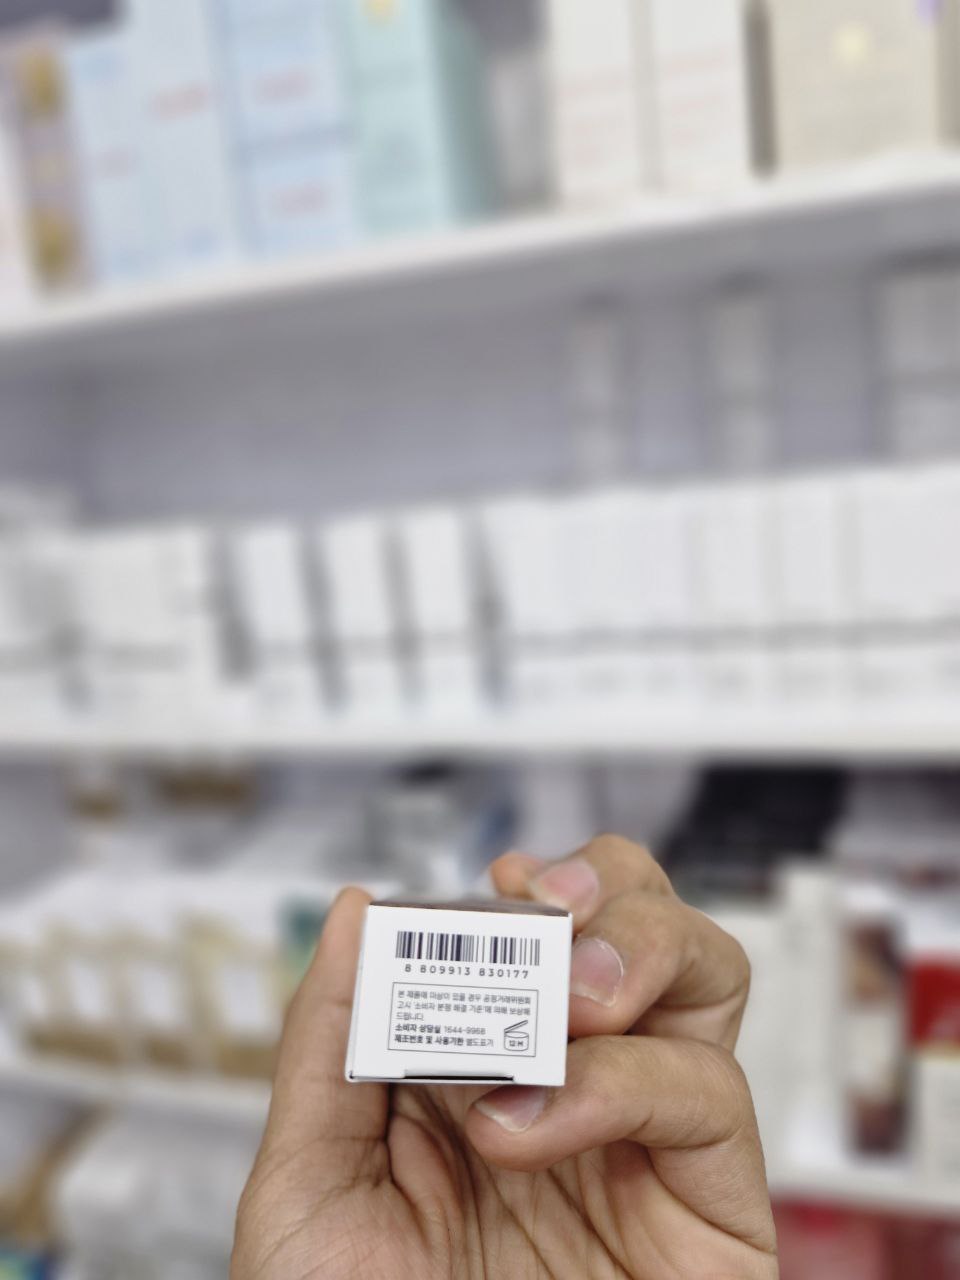 8 809913 830177
본 제품에 이상이 있을 경우 공정거래위원회
고시 '소비자 분쟁 해결 기준'에 의해 보상해
드립니다.
소비자 상담실 1644-9968
제조번호 및 사용기한 별도표기
12 M